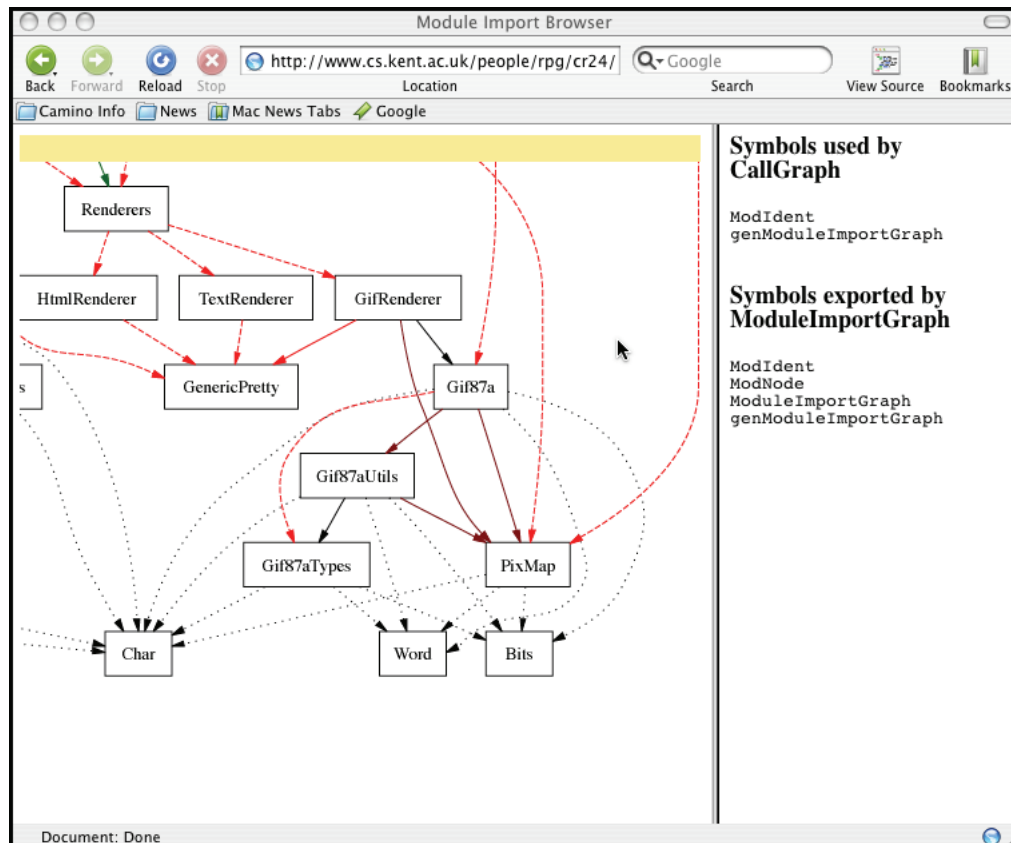 Module Import Browser
http://www.cs.kent.ac.uk/people/rpg/cr24/
Google
Back Forward Reload Stop Location Search View Source Bookmarks
Camino Info News Mac News Tabs Google
Renderers
HtmlRenderer TextRenderer GifRenderer
s GenericPretty Gif87a
Gif87aUtils
Gif87aTypes PixMap
Char Word Bits
Symbols used by
CallGraph
ModIdent
genModuleImportGraph
Symbols exported by
ModuleImportGraph
ModIdent
ModNode
ModuleImportGraph
genModuleImportGraph
Document: Done